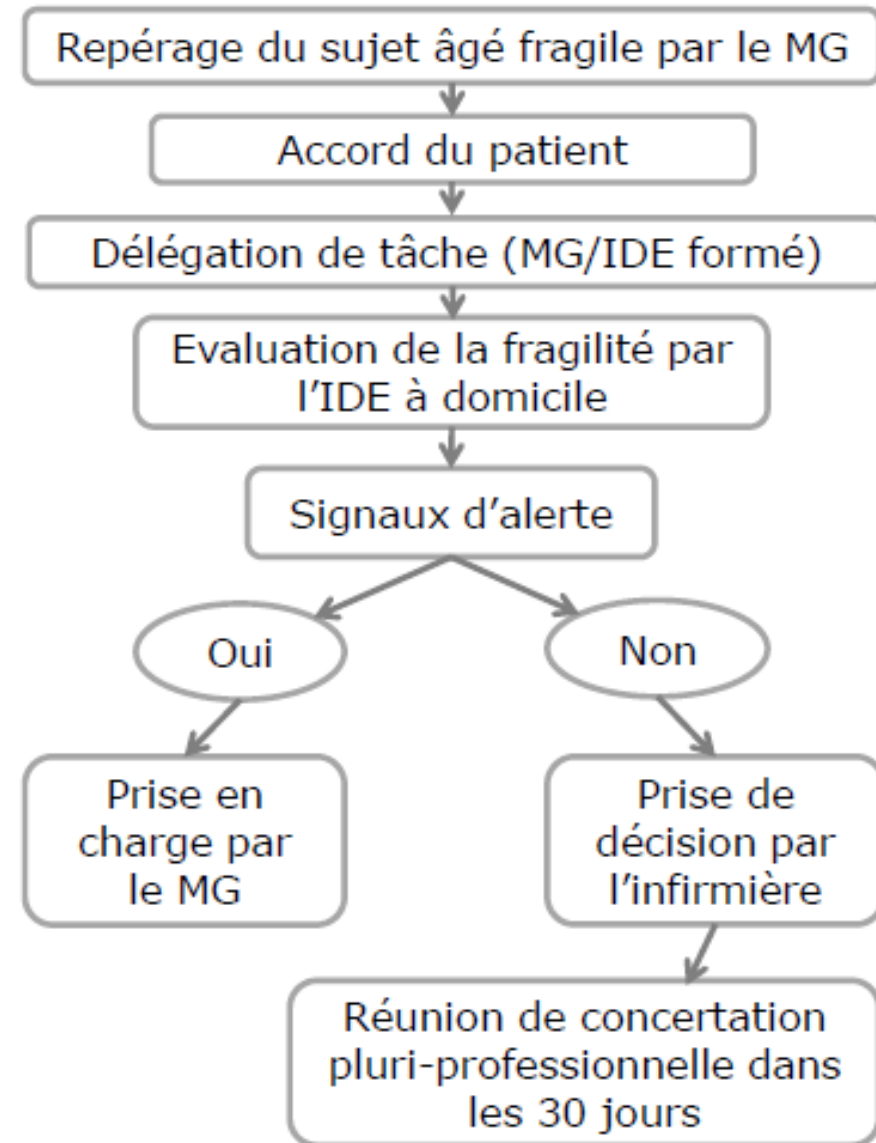 Repérage du sujet âgé fragile par le MG
Accord du patient
Délégation de tâche (MG/IDE formé)
Evaluation de la fragilité par
l’IDE à domicile
Signaux d’alerte
Oui
Non
Prise en
charge par
le MG
Prise de
décision par
l’infirmière
Réunion de concertation
pluri-professionnelle dans
les 30 jours